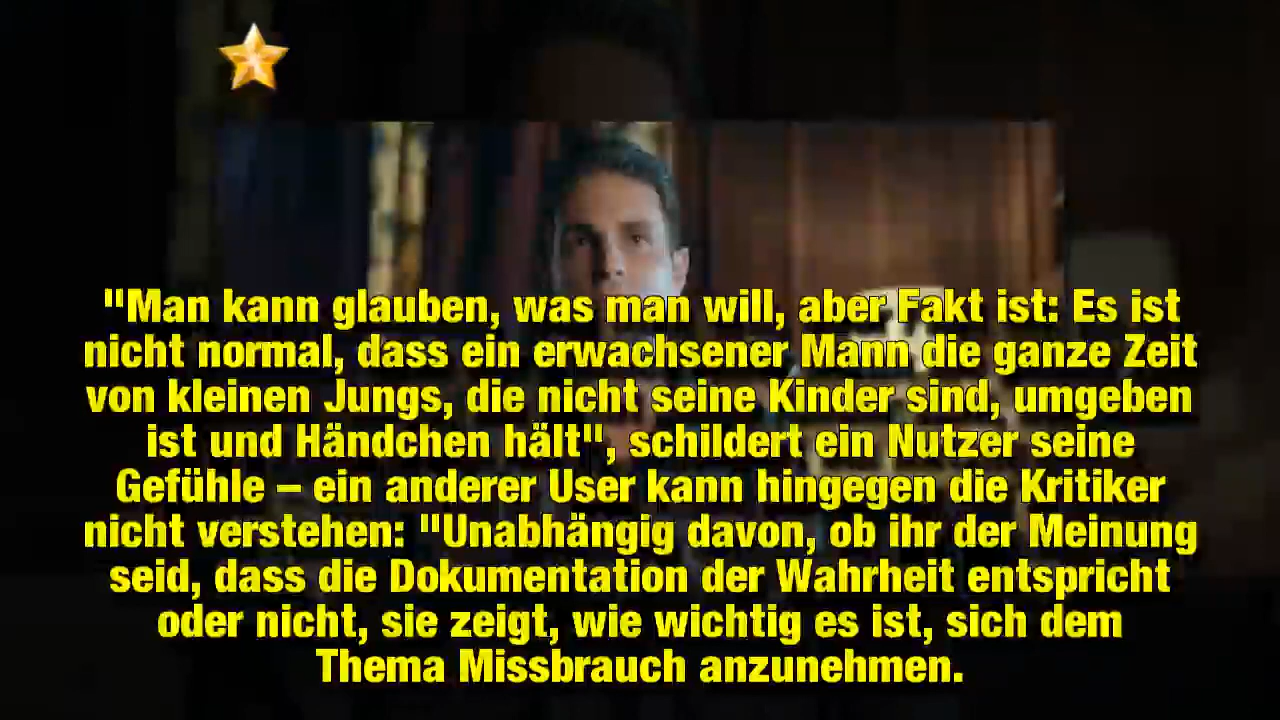 "Man kann glauben, was man will, aber Fakt ist: Es ist
nicht normal, dass ein erwachsener Mann die ganze Zeit
von kleinen Jungs, die nicht seine Kinder sind, umgeben
ist und Händchen hält", schildert ein Nutzer seine
Gefühle – ein anderer User kann hingegen die Kritiker
nicht verstehen: "Unabhängig davon, ob ihr der Meinung
seid, dass die Dokumentation der Wahrheit entspricht
oder nicht, sie zeigt, wie wichtig es ist, sich dem
Thema Missbrauch anzunehmen.